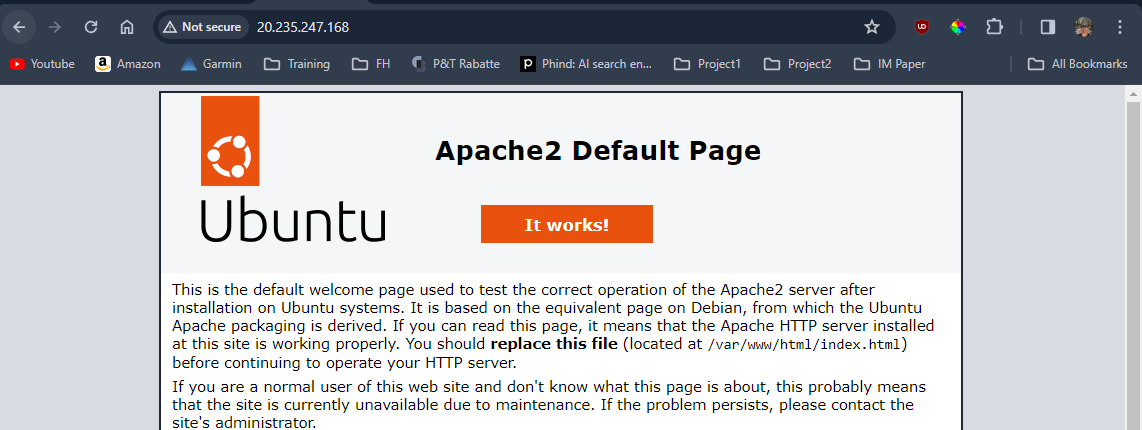 Not secure 20.235.247.168
Youtube Amazon Garmin Training FH P&T Rabatte Phind: AI search en... Project1 Project2 IM Paper All Bookmarks
Apache2 Default Page
Ubuntu
It works!
This is the default welcome page used to test the correct operation of the Apache2 server after
installation on Ubuntu systems. It is based on the equivalent page on Debian, from which the Ubuntu
Apache packaging is derived. If you can read this page, it means that the Apache HTTP server installed
at this site is working properly. You should replace this file (located at /var/www/html/index.html)
before continuing to operate your HTTP server.
If you are a normal user of this web site and don't know what this page is about, this probably means
that the site is currently unavailable due to maintenance. If the problem persists, please contact the
site's administrator.